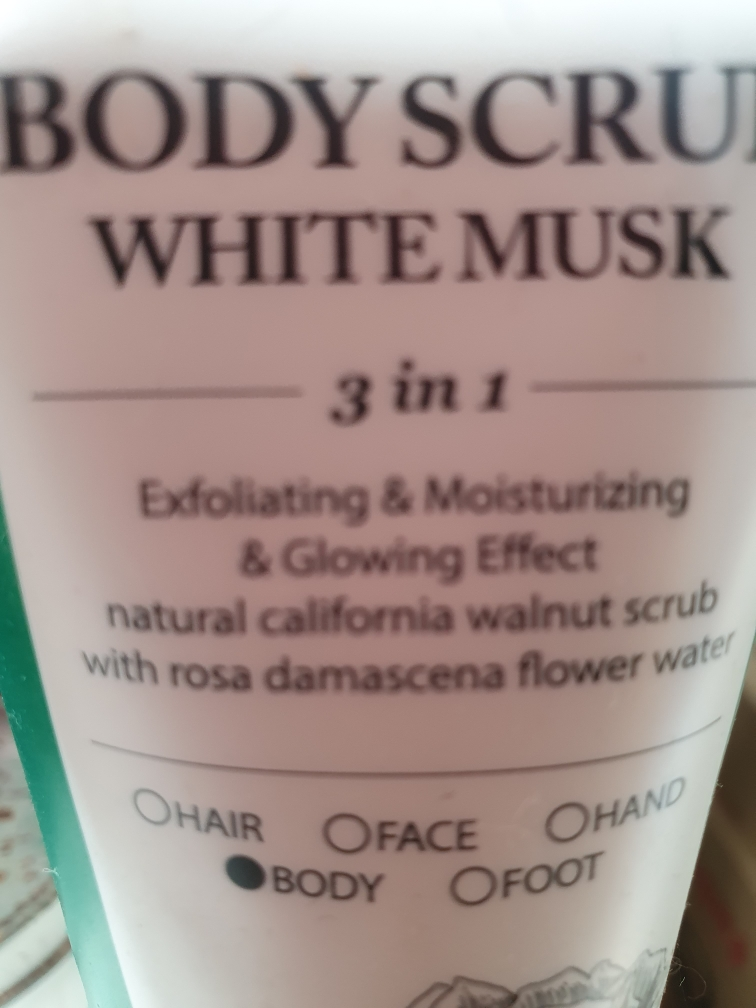 BODY SCRU
WHITE MUSK
3 in 1
Exfoliating & Moisturizing
& Glowing Effect
natural california walnut scrub
with rosa damascena flower water
HAIR FACE HAND
BODY FOOT